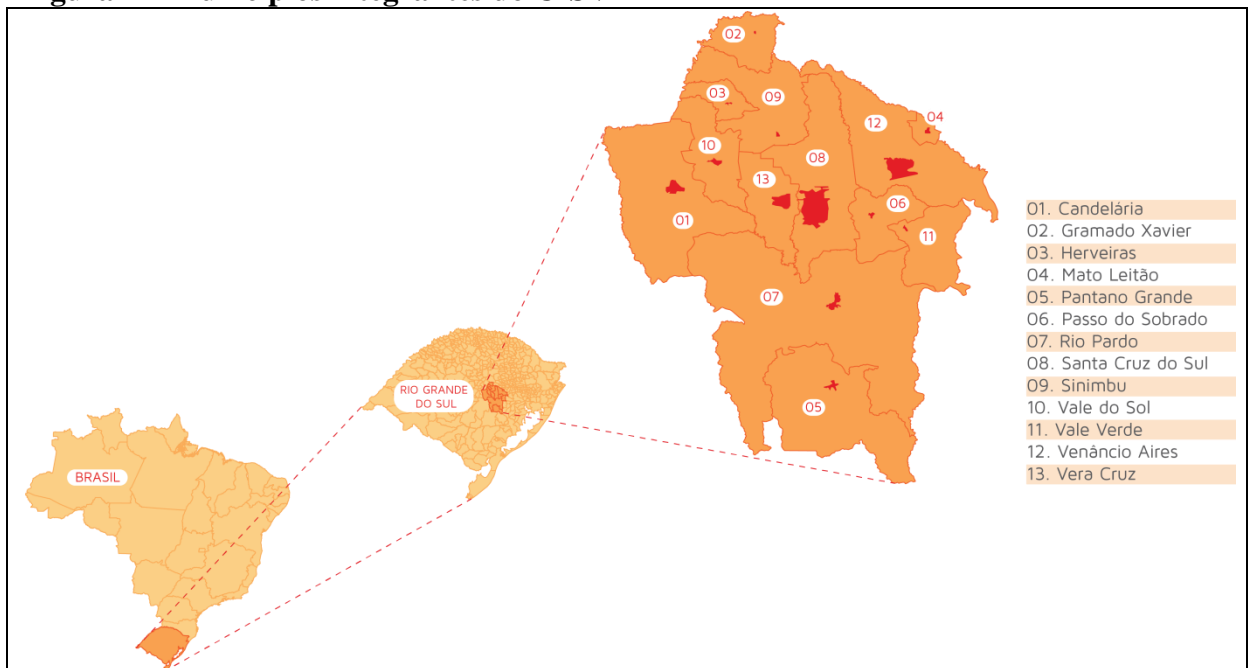 integrantes do
02
03
09
12
04
10
08
13
06
01
11
07
05
RIO GRANDE
DO SUL
BRASIL
01. Candelária
02. Gramado Xavier
03. Herveiras
04. Mato Leitão
05. Pantano Grande
06. Passo do Sobrado
07. Rio Pardo
08. Santa Cruz do Sul
09. Sinimbu
10. Vale do Sol
11. Vale Verde
12. Venâncio Aires
13. Vera Cruz